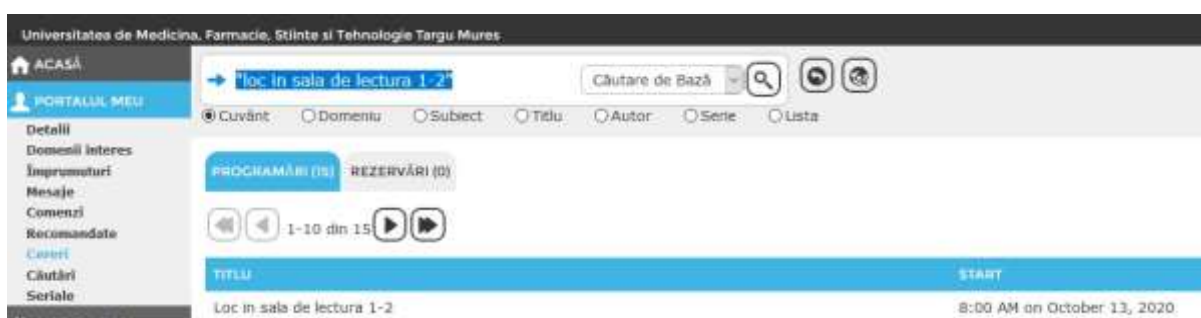 Universitatea de Medicina, Farmacie, Stiinte si Tehnologie Targu Mures
ACASĂ
"loc in sala de lectura 1-2"
Căutare de Bază
PORTALUL MEU
Cuvânt Domeniu Subiect Titlu Autor Serie Lista
Detalii
Domenii interes
Împrumuturi
PROGRAMĂRI (15) REZERVĂRI (0)
Mesaje
Comenzi
Recomandate
1-10 din 15
Cereri
Căutări
TITLU START
Seriale
Loc in sala de lectura 1-2 8:00 AM on October 13, 2020